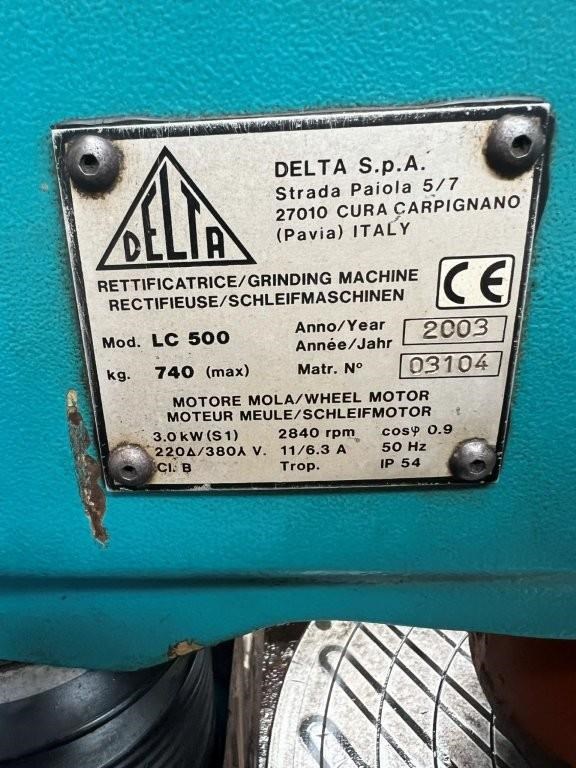 DELTA
DELTA S.p.A.
Strada Paiola 5/7
27010 CURA CARPIGNANO
(Pavia) ITALY
RETTIFICATRICE/GRINDING MACHINE
RECTIFIEUSE/SCHLEIFMASCHINEN
CE
Mod. LC 500
Anno/Year
Année/Jahr
2003
kg. 740 (max)
Matr. N° 03104
MOTORE MOLA/WHEEL MOTOR
MOTEUR MEULE/SCHLEIFMOTOR
3.0 kW (S1) 2840 rpm cosφ 0.9
220Δ/380⅄ V. 11/6.3 A 50 Hz
Cl. B Trop. IP 54